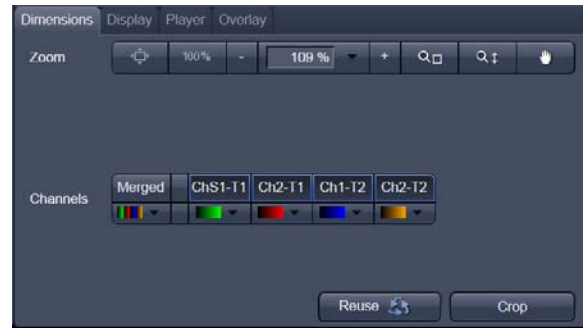 Dimensions Display Player Overlay
Zoom 100% - 109 % +
Merged ChS1-T1 Ch2-T1 Ch1-T2 Ch2-T2
Channels
Reuse Crop